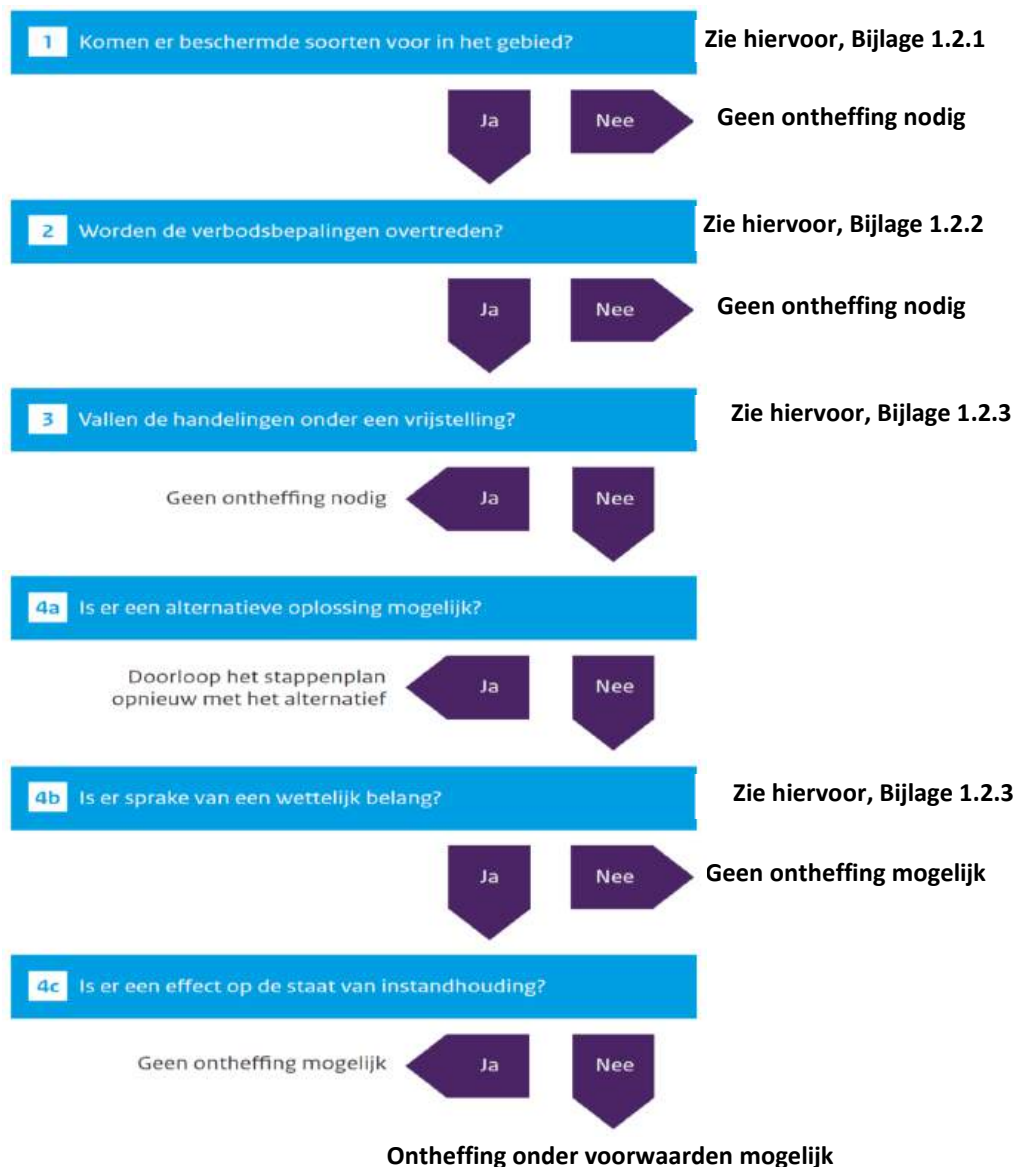 1 Komen er beschermde soorten voor in het gebied? Zie hiervoor, Bijlage 1.2.1
Ja Nee Geen ontheffing nodig
2 Worden de verbodsbepalingen overtreden? Zie hiervoor, Bijlage 1.2.2
Ja Nee Geen ontheffing nodig
3 Vallen de handelingen onder een vrijstelling? Zie hiervoor, Bijlage 1.2.3
Geen ontheffing nodig Ja Nee
4a Is er een alternatieve oplossing mogelijk?
Doorloop het stappenplan
opnieuw met het alternatief Ja Nee
4b Is er sprake van een wettelijk belang? Zie hiervoor, Bijlage 1.2.3
Ja Nee Geen ontheffing mogelijk
4c Is er een effect op de staat van instandhouding?
Geen ontheffing mogelijk Ja Nee
Ontheffing onder voorwaarden mogelijk